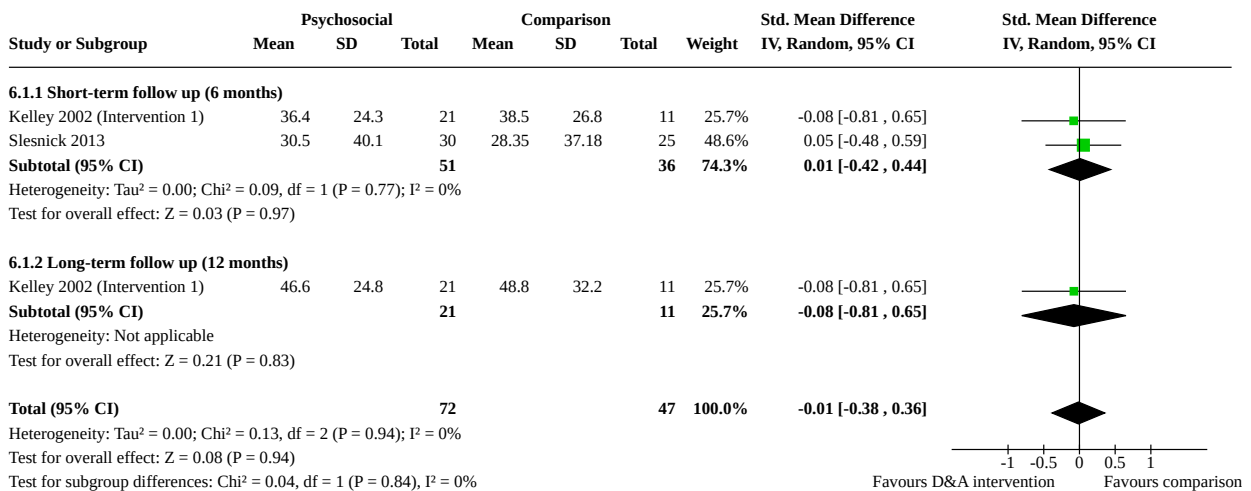 Psychosocial Comparison Std. Mean Difference Std. Mean Difference
Study or Subgroup Mean SD Total Mean SD Total Weight IV, Random, 95% CI IV, Random, 95% CI
6.1.1 Short-term follow up (6 months)
Kelley 2002 (Intervention 1) 36.4 24.3 21 38.5 26.8 11 25.7% -0.08 [-0.81 , 0.65]
Slesnick 2013 30.5 40.1 30 28.35 37.18 25 48.6% 0.05 [-0.48 , 0.59]
Subtotal (95% CI) 51 36 74.3% 0.01 [-0.42 , 0.44]
Heterogeneity: Tau² = 0.00; Chi² = 0.09, df = 1 (P = 0.77); I² = 0%
Test for overall effect: Z = 0.03 (P = 0.97)
6.1.2 Long-term follow up (12 months)
Kelley 2002 (Intervention 1) 46.6 24.8 21 48.8 32.2 11 25.7% -0.08 [-0.81 , 0.65]
Subtotal (95% CI) 21 11 25.7% -0.08 [-0.81 , 0.65]
Heterogeneity: Not applicable
Test for overall effect: Z = 0.21 (P = 0.83)
Total (95% CI) 72 47 100.0% -0.01 [-0.38 , 0.36]
Heterogeneity: Tau² = 0.00; Chi² = 0.13, df = 2 (P = 0.94); I² = 0%
Test for overall effect: Z = 0.08 (P = 0.94)
-1 -0.5 0 0.5 1
Test for subgroup differences: Chi² = 0.04, df = 1 (P = 0.84), I² = 0%
Favours D&A intervention Favours comparison